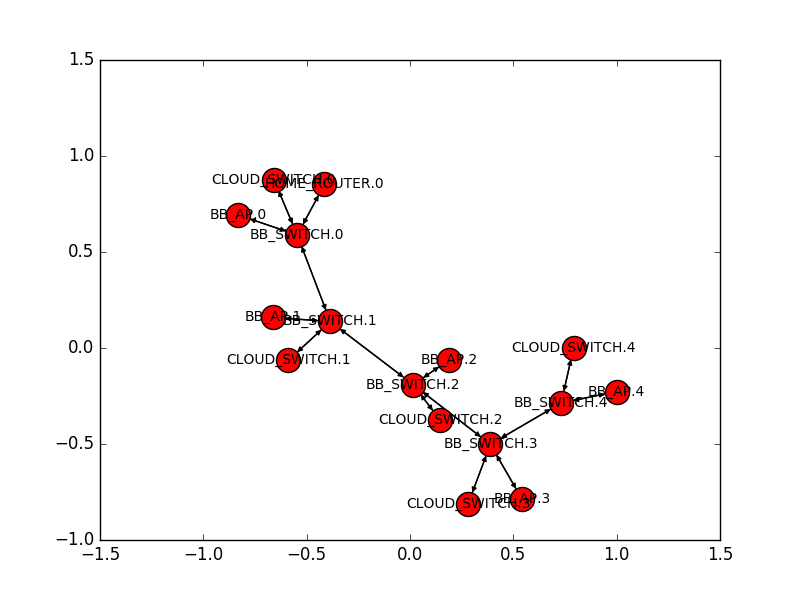 1.5
1.0
CLOUD_SWITCH.0
HOME_ROUTER.0
BB_AP.0
BB_SWITCH.0
0.5
BB_AP.1
BB_SWITCH.1
0.0
CLOUD_SWITCH.4
CLOUD_SWITCH.1
BB_AP.2
BB_SWITCH.2
BB_AP.4
BB_SWITCH.4
CLOUD_SWITCH.2
BB_SWITCH.3
−0.5
BB_AP.3
CLOUD_SWITCH.3
−1.0
−1.5 −1.0 −0.5 0.0 0.5 1.0 1.5